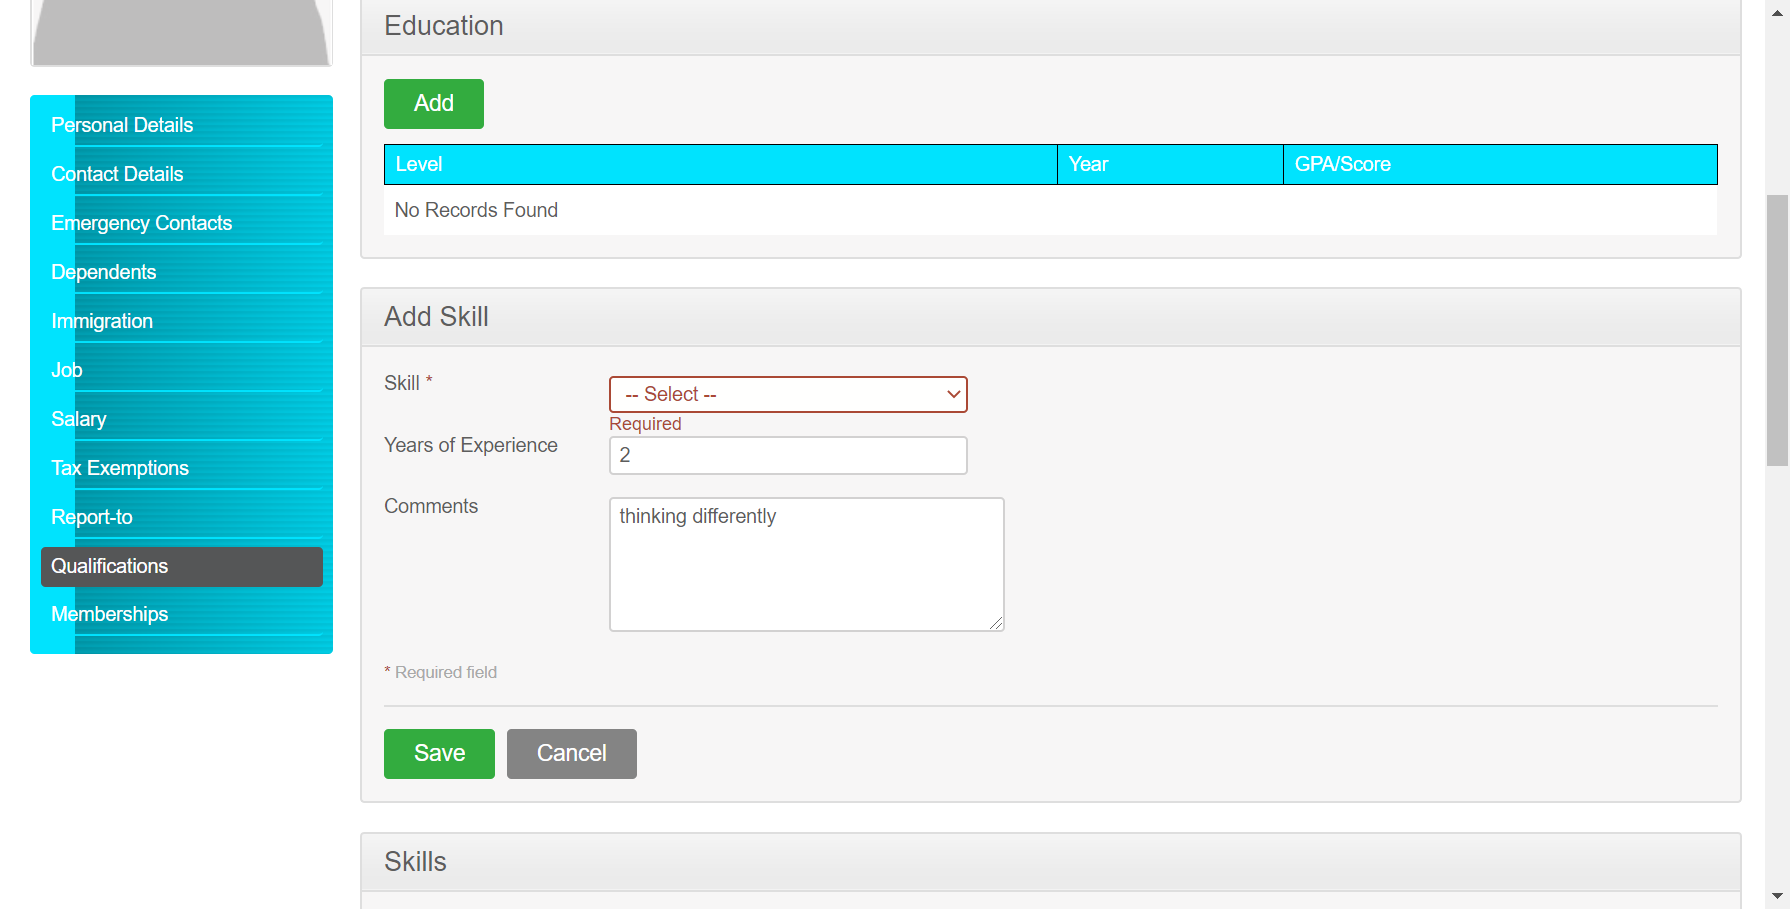 Education
Add
Level Year GPA/Score
No Records Found
Personal Details
Contact Details
Emergency Contacts
Dependents
Immigration
Job
Salary
Tax Exemptions
Report-to
Qualifications
Memberships
Add Skill
Skill *
-- Select --
Required
Years of Experience
2
Comments
thinking differently
* Required field
Save Cancel
Skills